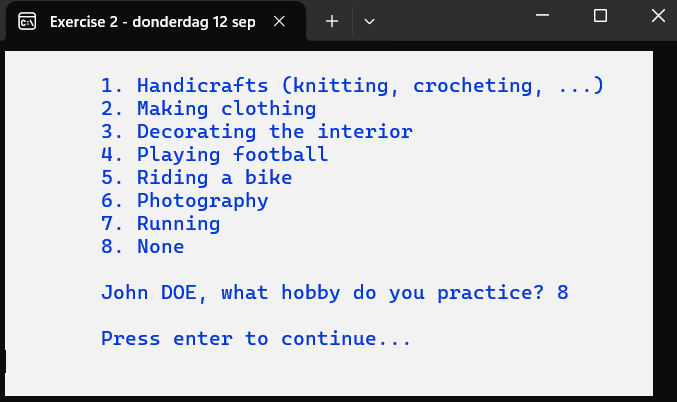 Exercise 2 - donderdag 12 sep
1. Handicrafts (knitting, crocheting, ...)
2. Making clothing
3. Decorating the interior
4. Playing football
5. Riding a bike
6. Photography
7. Running
8. None
John DOE, what hobby do you practice? 8
Press enter to continue...